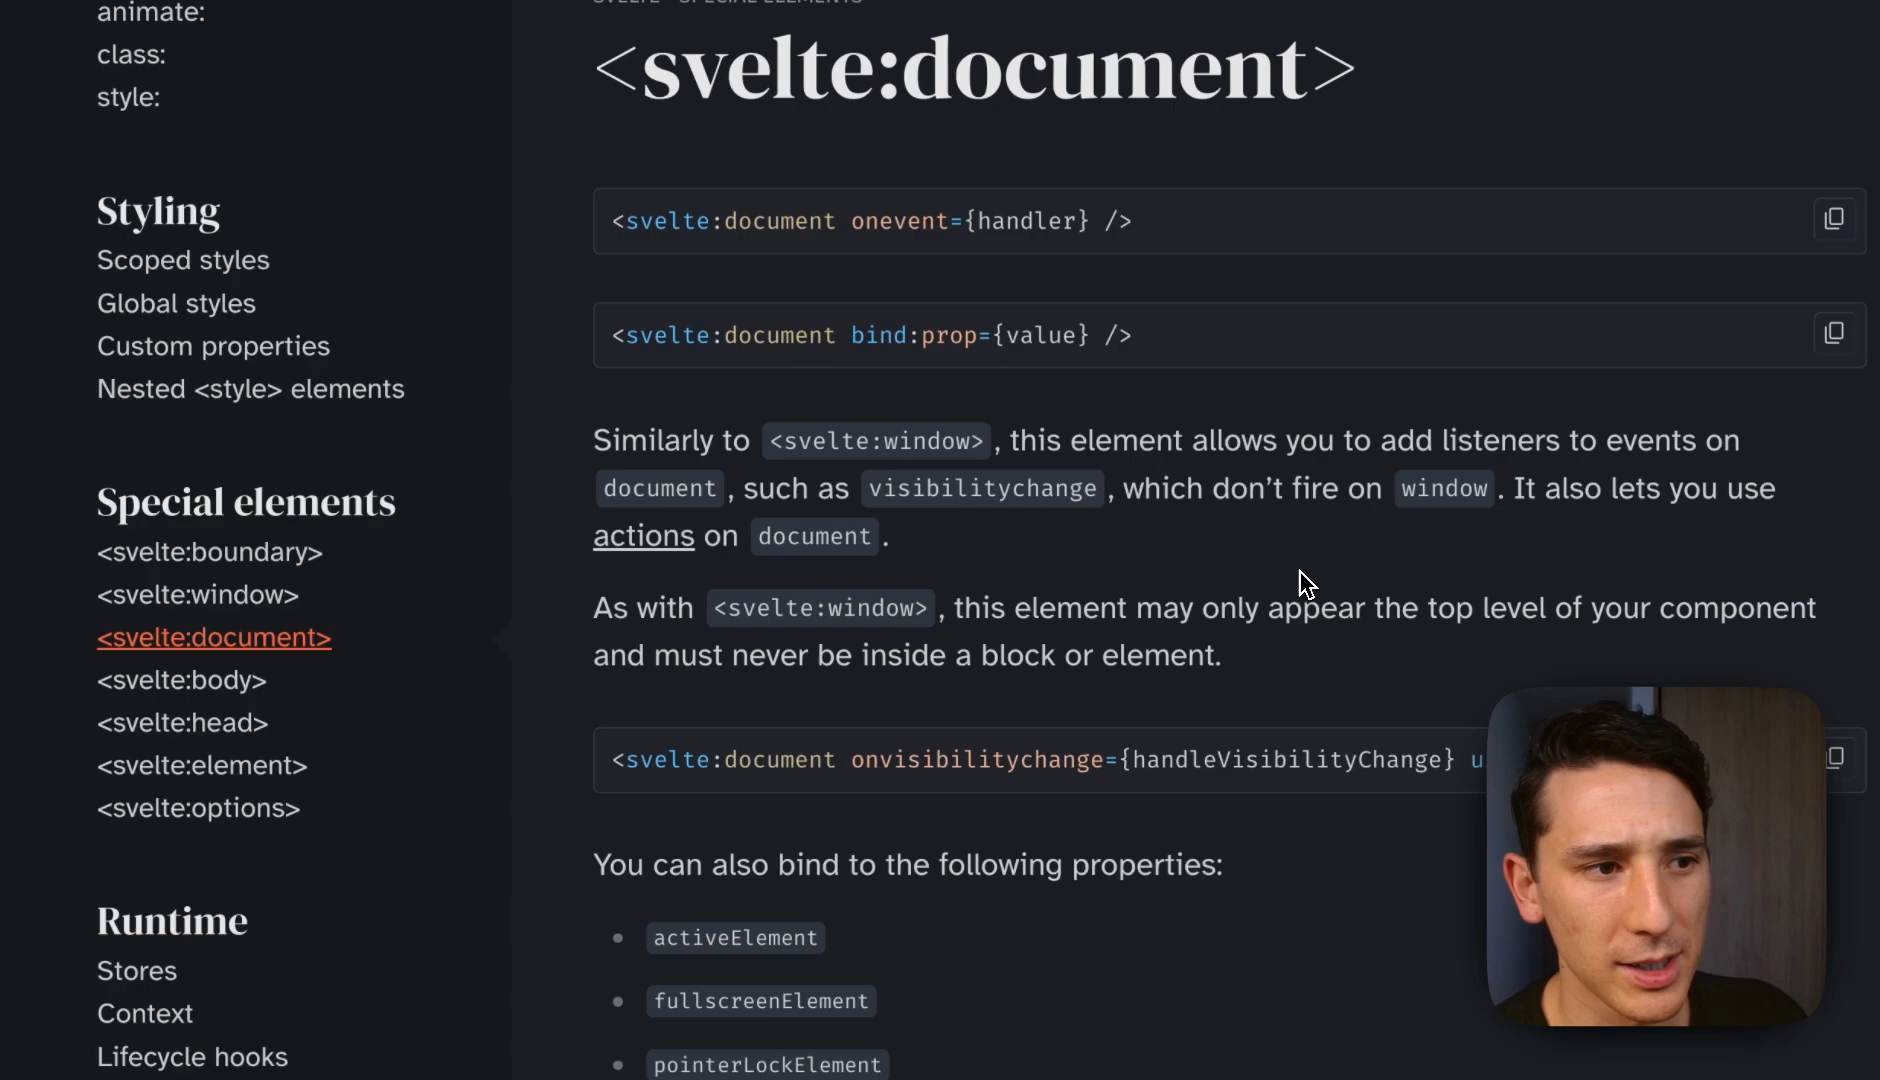 animate:
class:
style:
Styling
Scoped styles
Global styles
Custom properties
Nested <style> elements
Special elements
<svelte:boundary>
<svelte:window>
<svelte:document>
<svelte:body>
<svelte:head>
<svelte:element>
<svelte:options>
Runtime
Stores
Context
Lifecycle hooks
<svelte:document>
<svelte:document onevent={handler} />
<svelte:document bind:prop={value} />
Similarly to <svelte:window>, this element allows you to add listeners to events on
document, such as visibilitychange, which don’t fire on window. It also lets you use
actions on document.
As with <svelte:window>, this element may only appear the top level of your component
and must never be inside a block or element.
<svelte:document onvisibilitychange={handleVisibilityChange}
You can also bind to the following properties:
activeElement
fullscreenElement
pointerLockElement